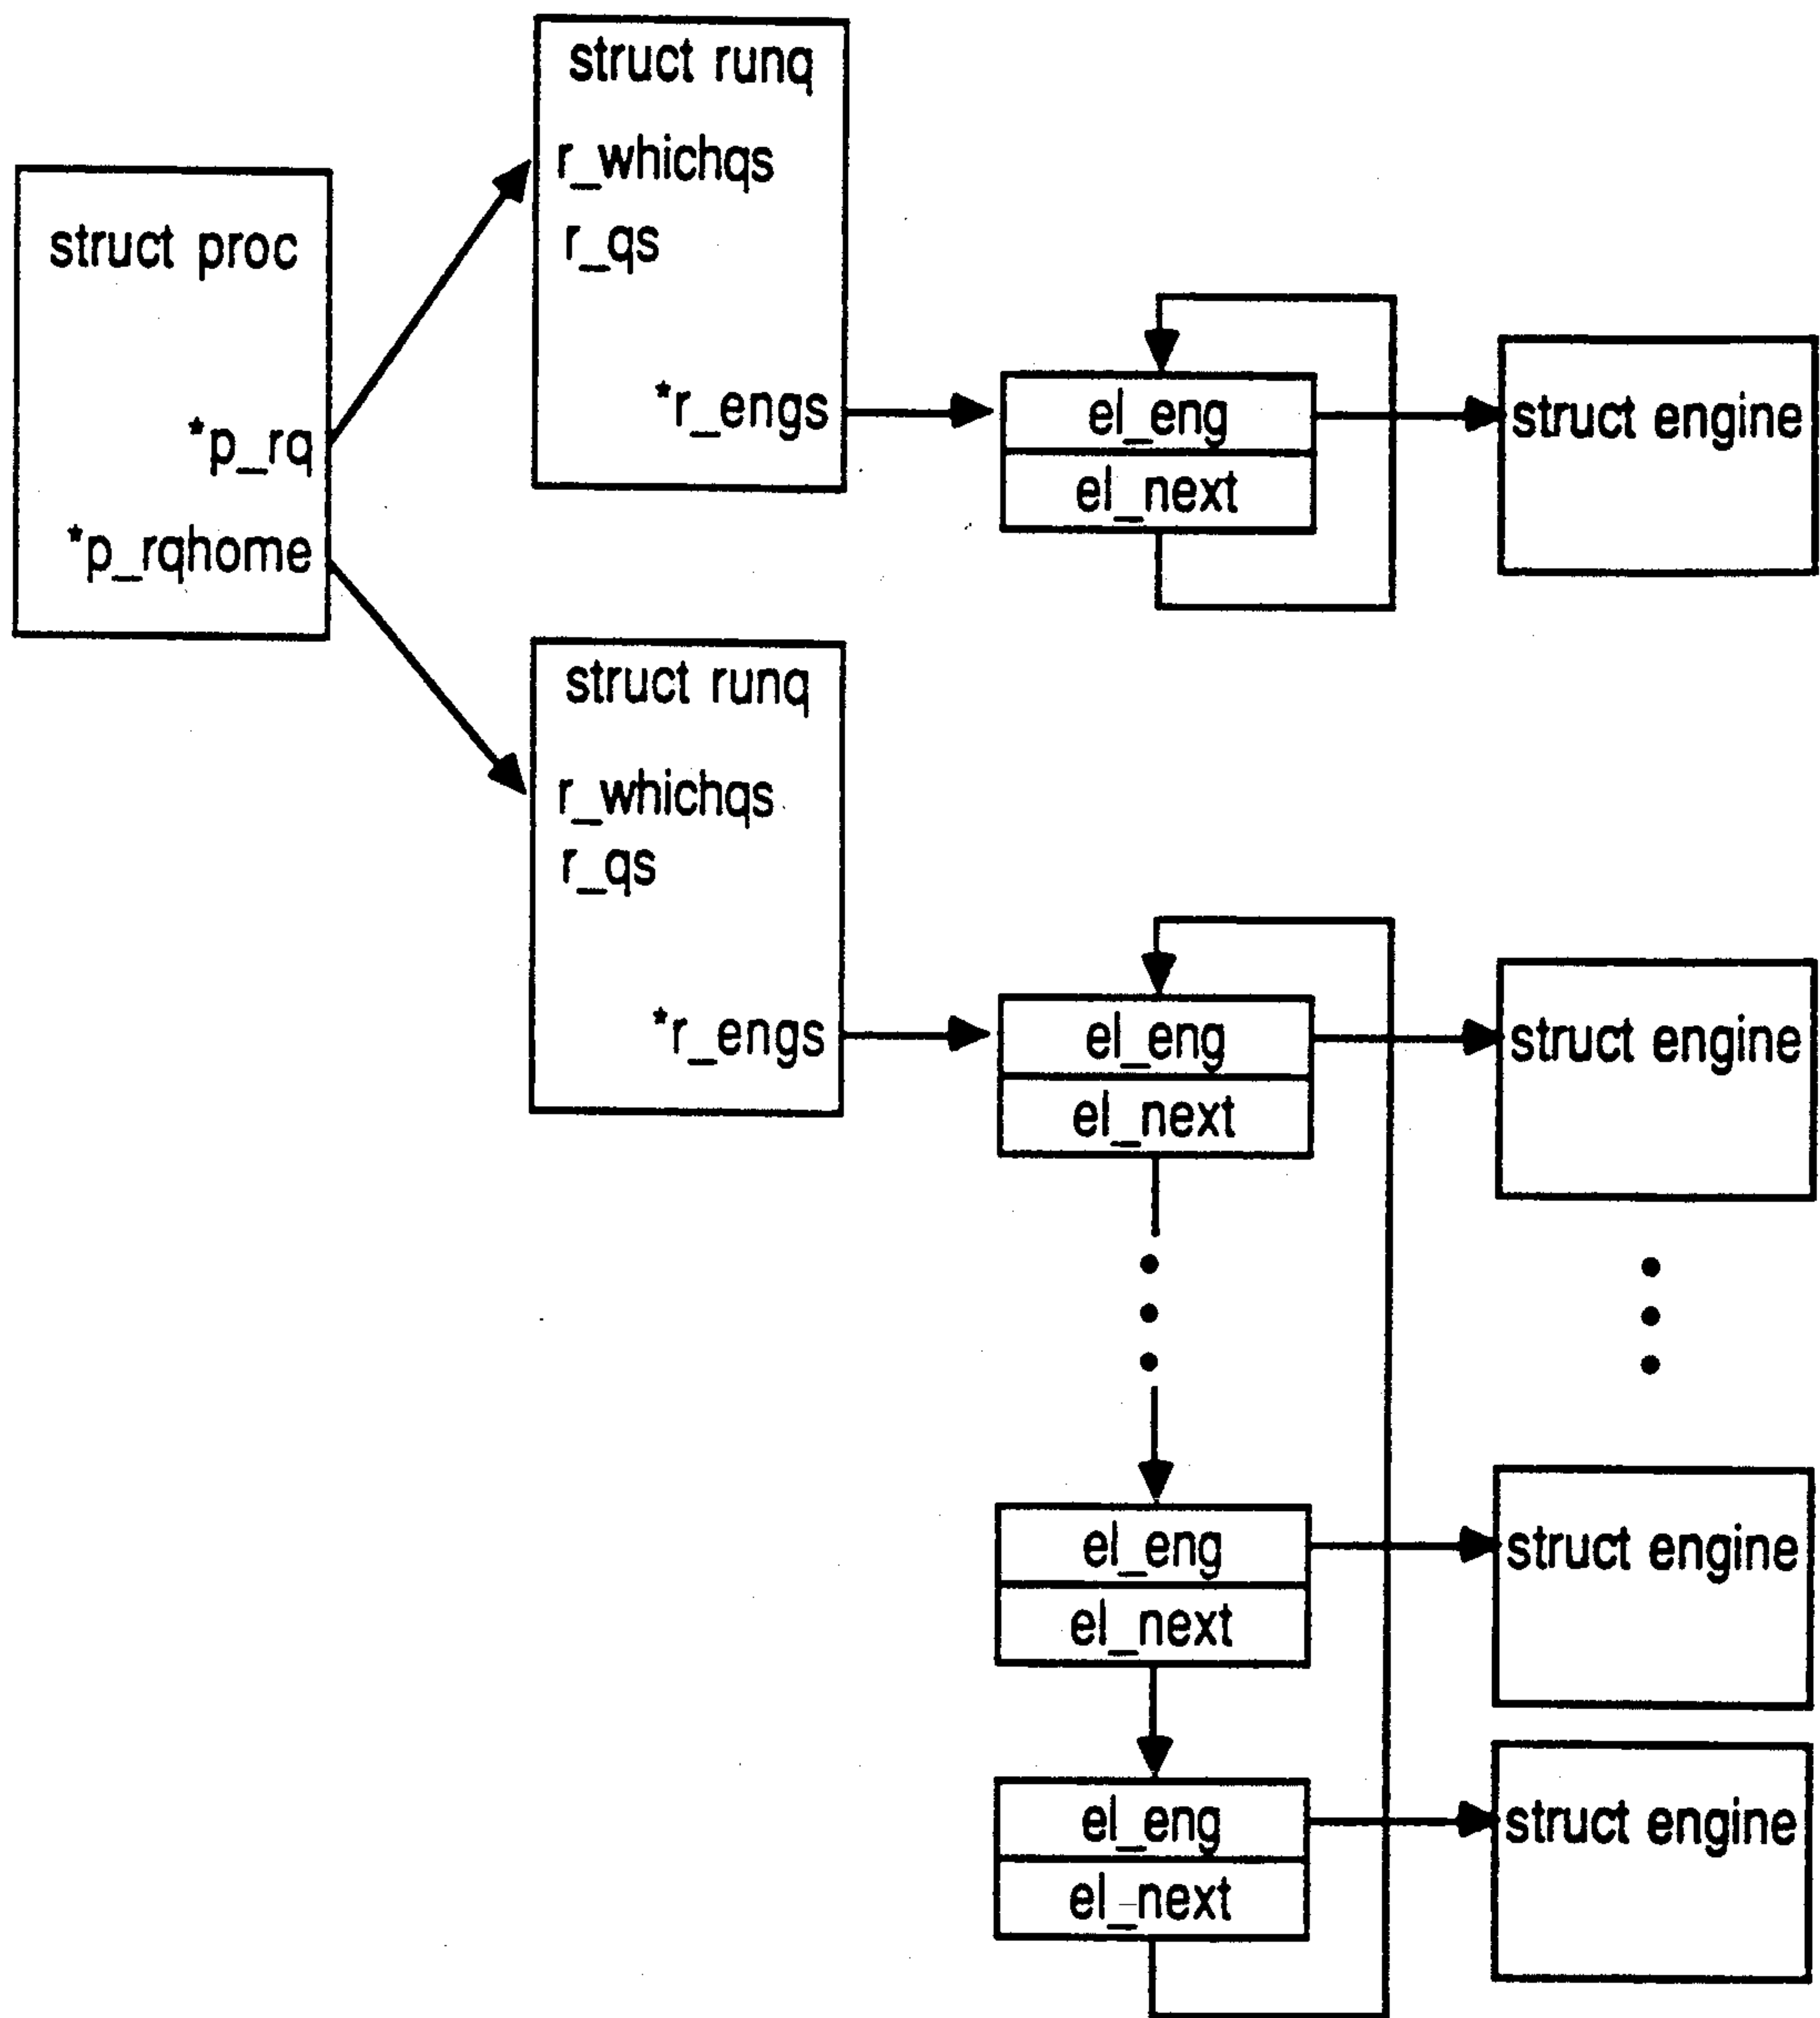 struct proc
*p_rq
*p_rqhome
struct runq
r_whichqs
r_qs
*r_engs
el_eng
el_next
struct engine
struct runq
r_whichqs
r_qs
*r_engs
el_eng
el_next
struct engine
el_eng
el_next
struct engine
el_eng
el_next
struct engine